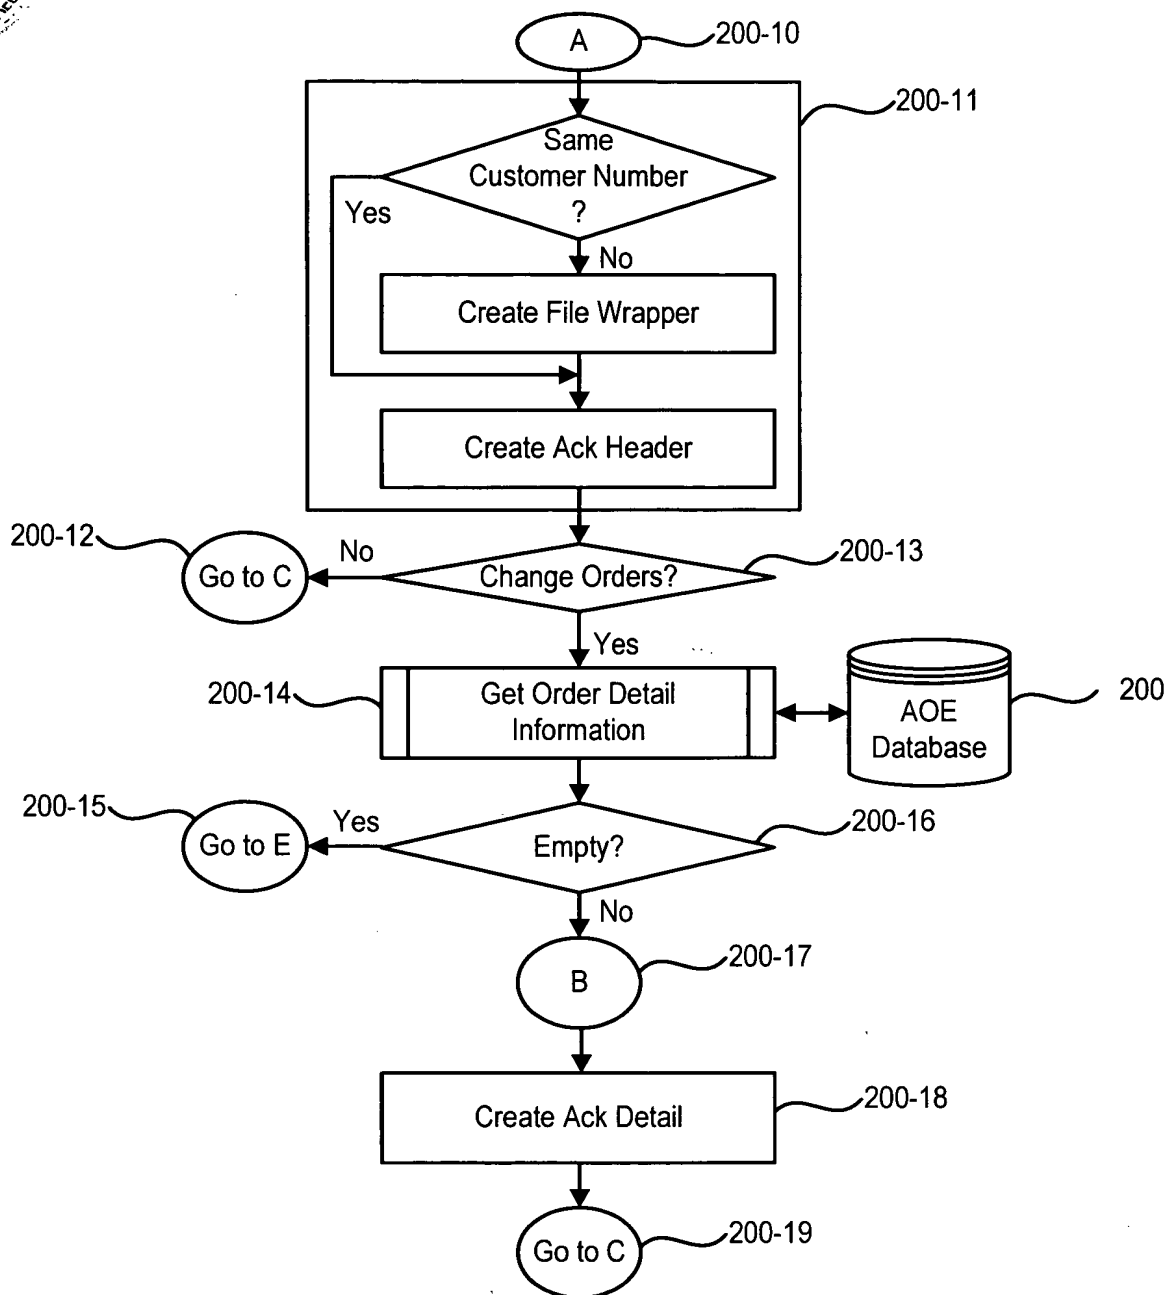 A
200-10
200-11
Same
Customer Number
?
Yes
No
Create File Wrapper
Create Ack Header
200-12
Go to C
No
Change Orders?
200-13
Yes
200-14
Get Order Detail
Information
AOE
Database
200
200-15
Go to E
Yes
Empty?
200-16
No
B
200-17
Create Ack Detail
200-18
Go to C
200-19